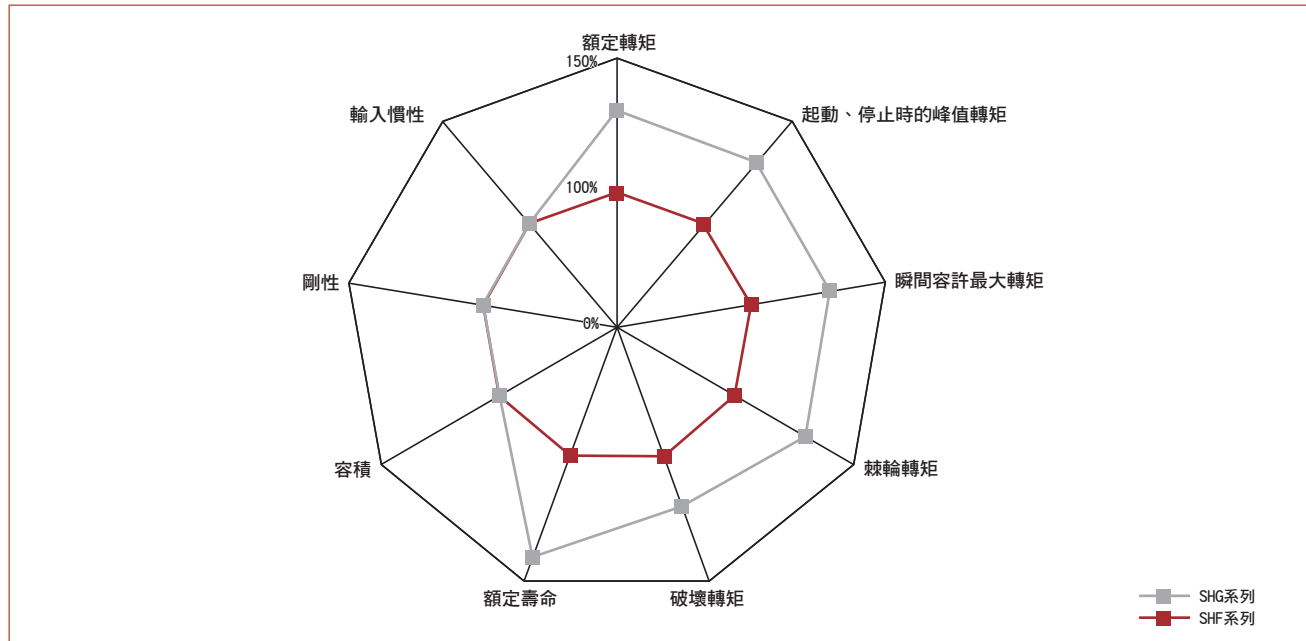 額定轉矩
150%
輸入慣性
起動、停止時的峰值轉矩
100%
剛性
瞬間容許最大轉矩
0%
容積
棘輪轉矩
額定壽命
破壞轉矩
SHG系列
SHF系列